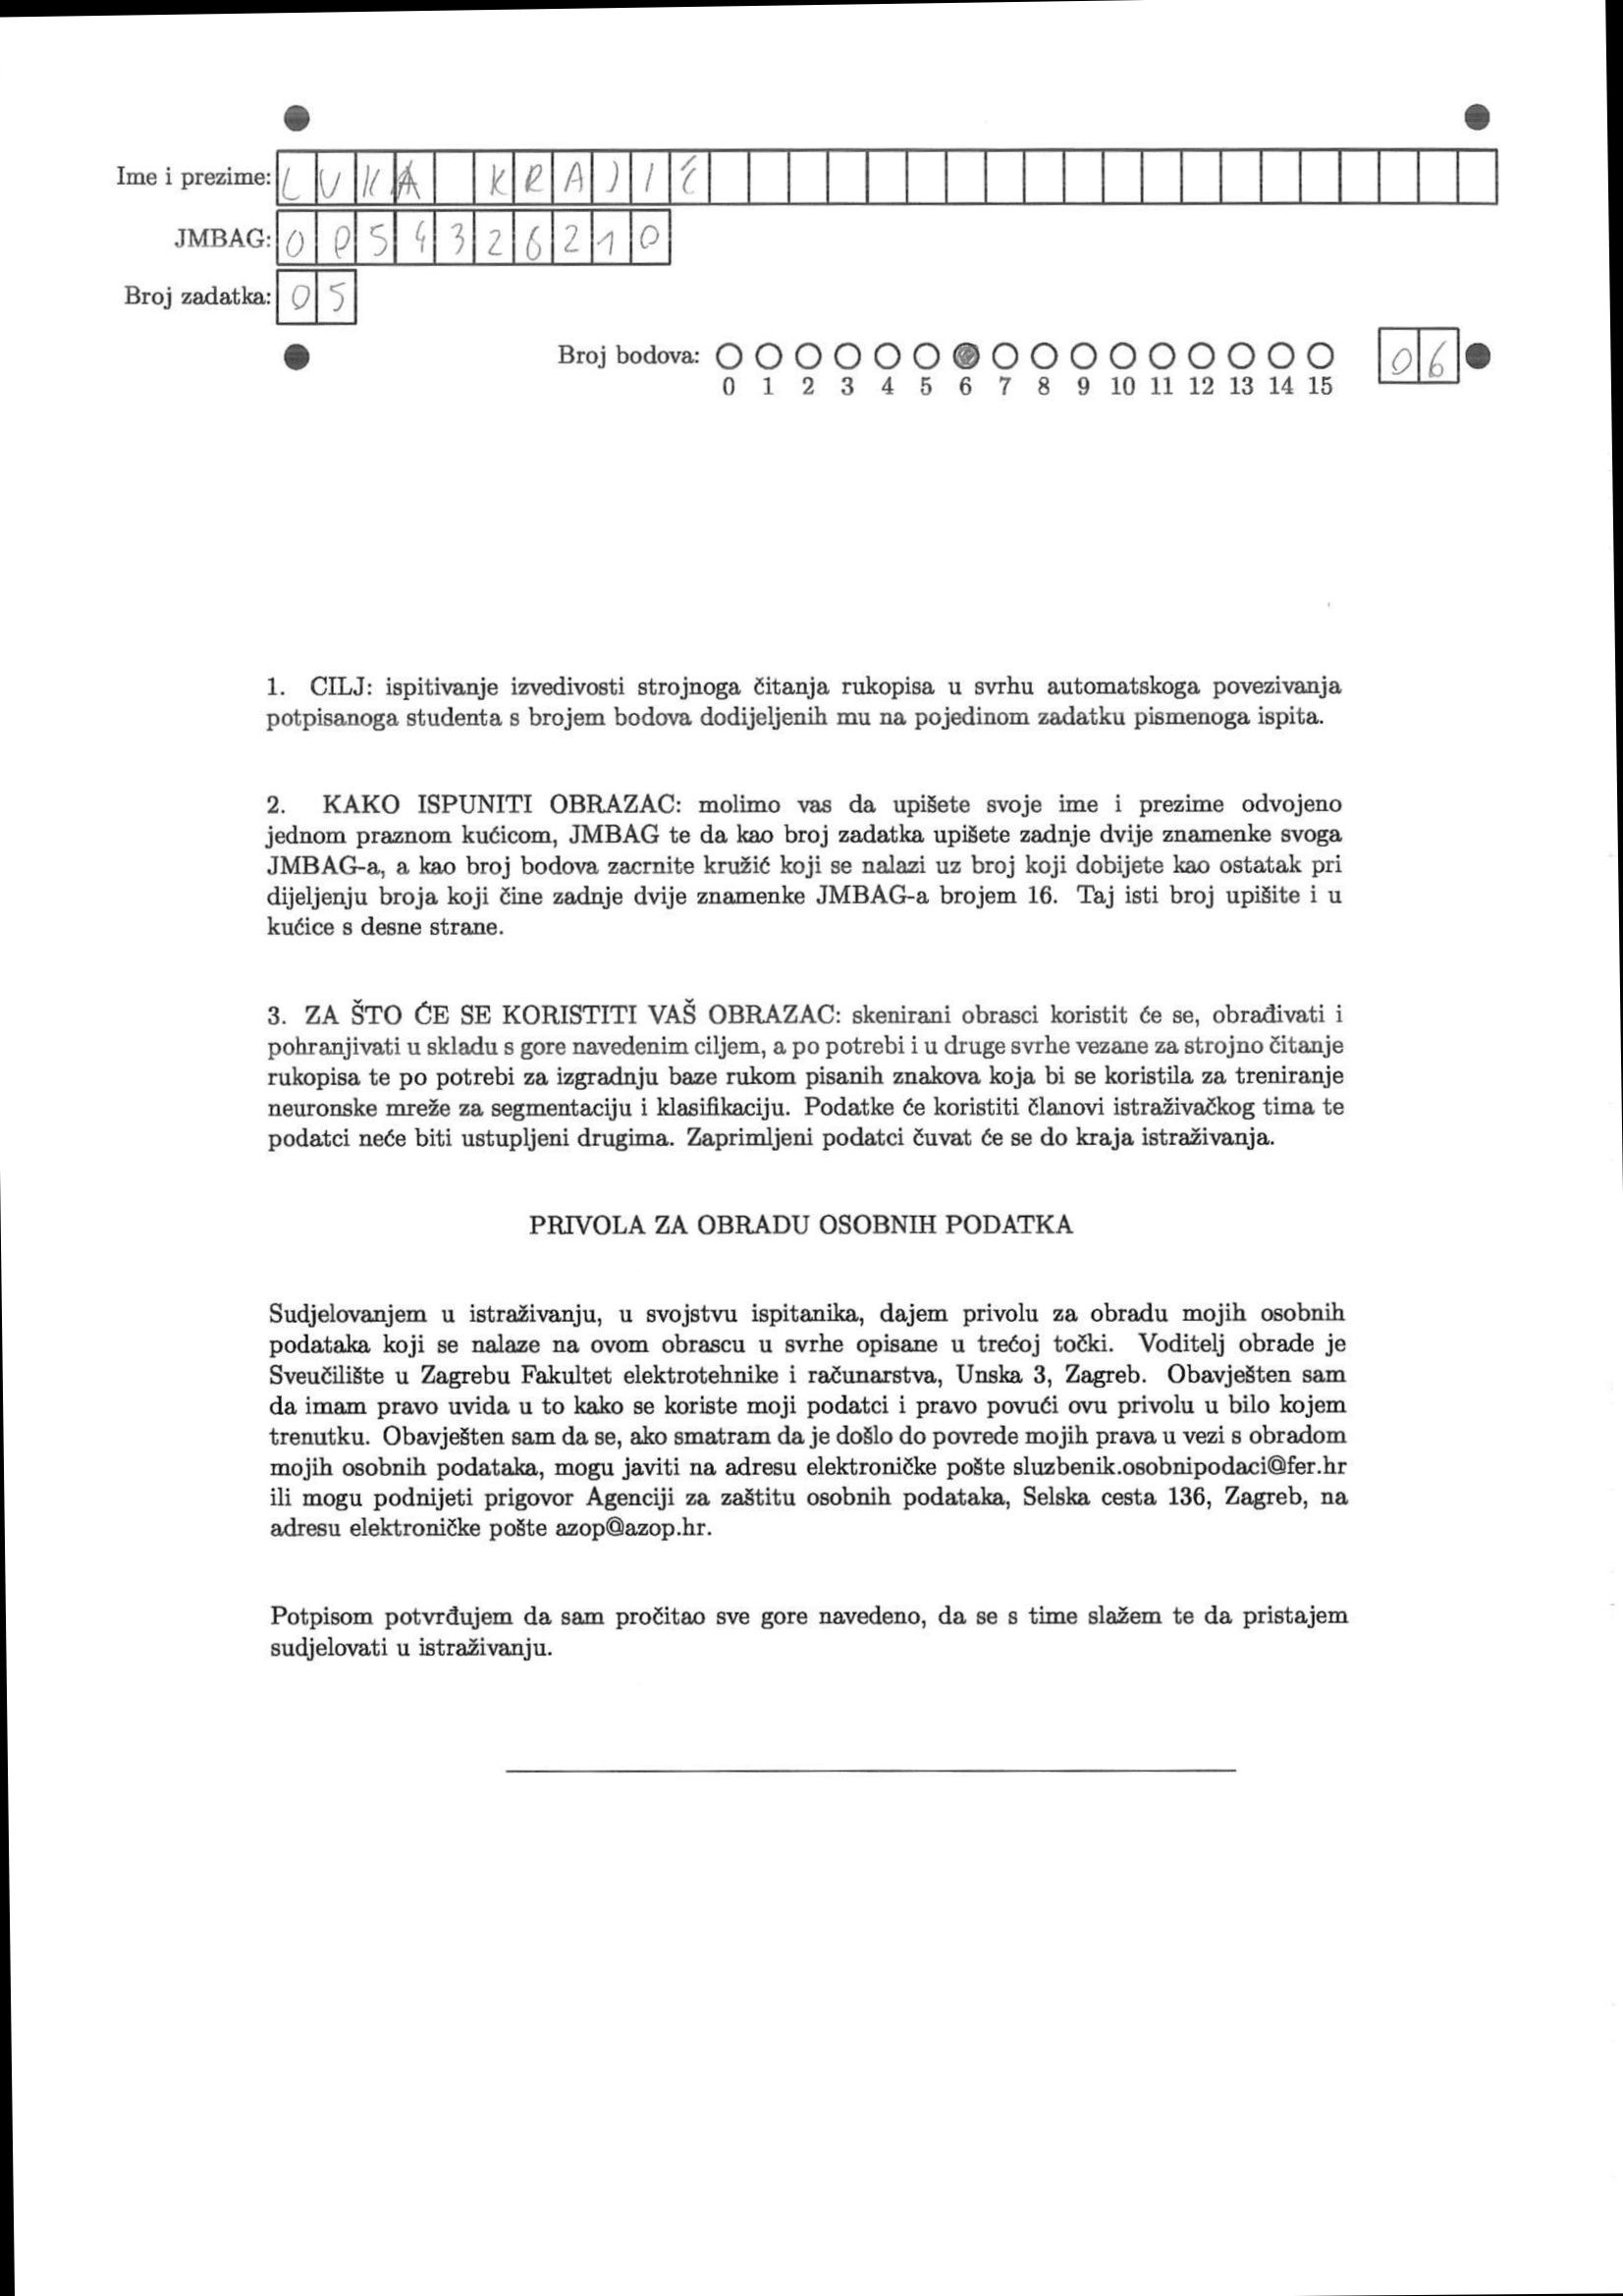 Ime i prezime: LUKA KRAJIĆ
JMBAG: 0054326210
Broj zadatka: 05
Broj bodova: 06
0 1 2 3 4 5 6 7 8 9 10 11 12 13 14 15
1. CILJ: ispitivanje izvedivosti strojnoga čitanja rukopisa u svrhu automatskoga povezivanja
potpisanoga studenta s brojem bodova dodijeljenih mu na pojedinom zadatku pismenoga ispita.
2. KAKO ISPUNITI OBRAZAC: molimo vas da upišete svoje ime i prezime odvojeno
jednom praznom kućicom, JMBAG te da kao broj zadatka upišete zadnje dvije znamenke svoga
JMBAG-a, a kao broj bodova zacrnite kružić koji se nalazi uz broj koji dobijete kao ostatak pri
dijeljenju broja koji čine zadnje dvije znamenke JMBAG-a brojem 16. Taj isti broj upišite i u
kućice s desne strane.
3. ZA ŠTO ĆE SE KORISTITI VAŠ OBRAZAC: skenirani obrasci koristit će se, obrađivati i
pohranjivati u skladu s gore navedenim ciljem, a po potrebi i u druge svrhe vezane za strojno čitanje
rukopisa te po potrebi za izgradnju baze rukom pisanih znakova koja bi se koristila za treniranje
neuronske mreže za segmentaciju i klasifikaciju. Podatke će koristiti članovi istraživačkog tima te
podatci neće biti ustupljeni drugima. Zaprimljeni podatci čuvat će se do kraja istraživanja.
PRIVOLA ZA OBRADU OSOBNIH PODATKA
Sudjelovanjem u istraživanju, u svojstvu ispitanika, dajem privolu za obradu mojih osobnih
podataka koji se nalaze na ovom obrascu u svrhe opisane u trećoj točki. Voditelj obrade je
Sveučilište u Zagrebu Fakultet elektrotehnike i računarstva, Unska 3, Zagreb. Obavješten sam
da imam pravo uvida u to kako se koriste moji podatci i pravo povući ovu privolu u bilo kojem
trenutku. Obavješten sam da se, ako smatram da je došlo do povrede mojih prava u vezi s obradom
mojih osobnih podataka, mogu javiti na adresu elektroničke pošte sluzbenik.osobnipodaci@fer.hr
ili mogu podnijeti prigovor Agenciji za zaštitu osobnih podataka, Selska cesta 136, Zagreb, na
adresu elektroničke pošte azop@azop.hr.
Potpisom potvrđujem da sam pročitao sve gore navedeno, da se s time slažem te da pristajem
sudjelovati u istraživanju.